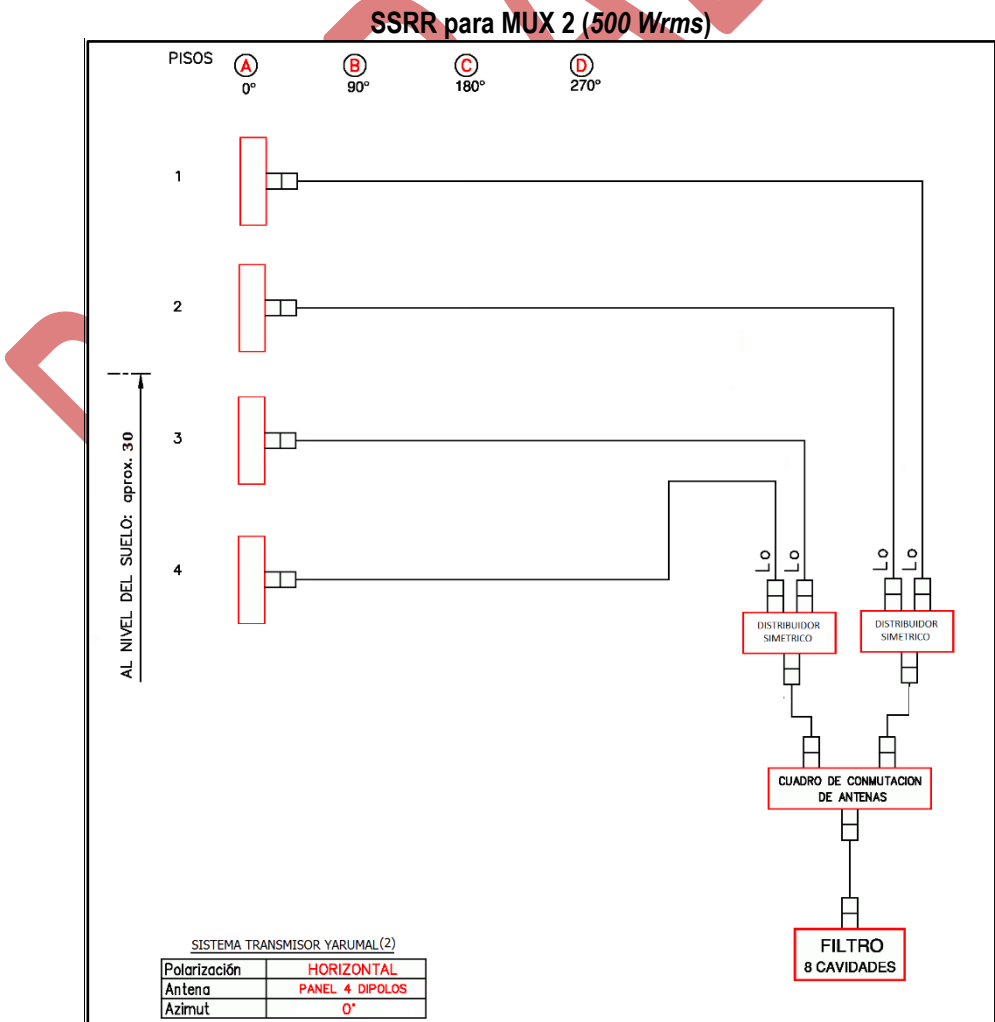 SSRR para MUX 2 (500 Wrms)
PISOS
A B C D
0° 90° 180° 270°
1
2
3
4
AL NIVEL DEL SUELO: aprox. 30
Lo Lo Lo Lo
DISTRIBUIDOR
SIMETRICO
DISTRIBUIDOR
SIMETRICO
CUADRO DE CONMUTACION
DE ANTENAS
FILTRO
8 CAVIDADES
SISTEMA TRANSMISOR YARUMAL(2)
Polarización HORIZONTAL
Antena PANEL 4 DIPOLOS
Azimut 0°